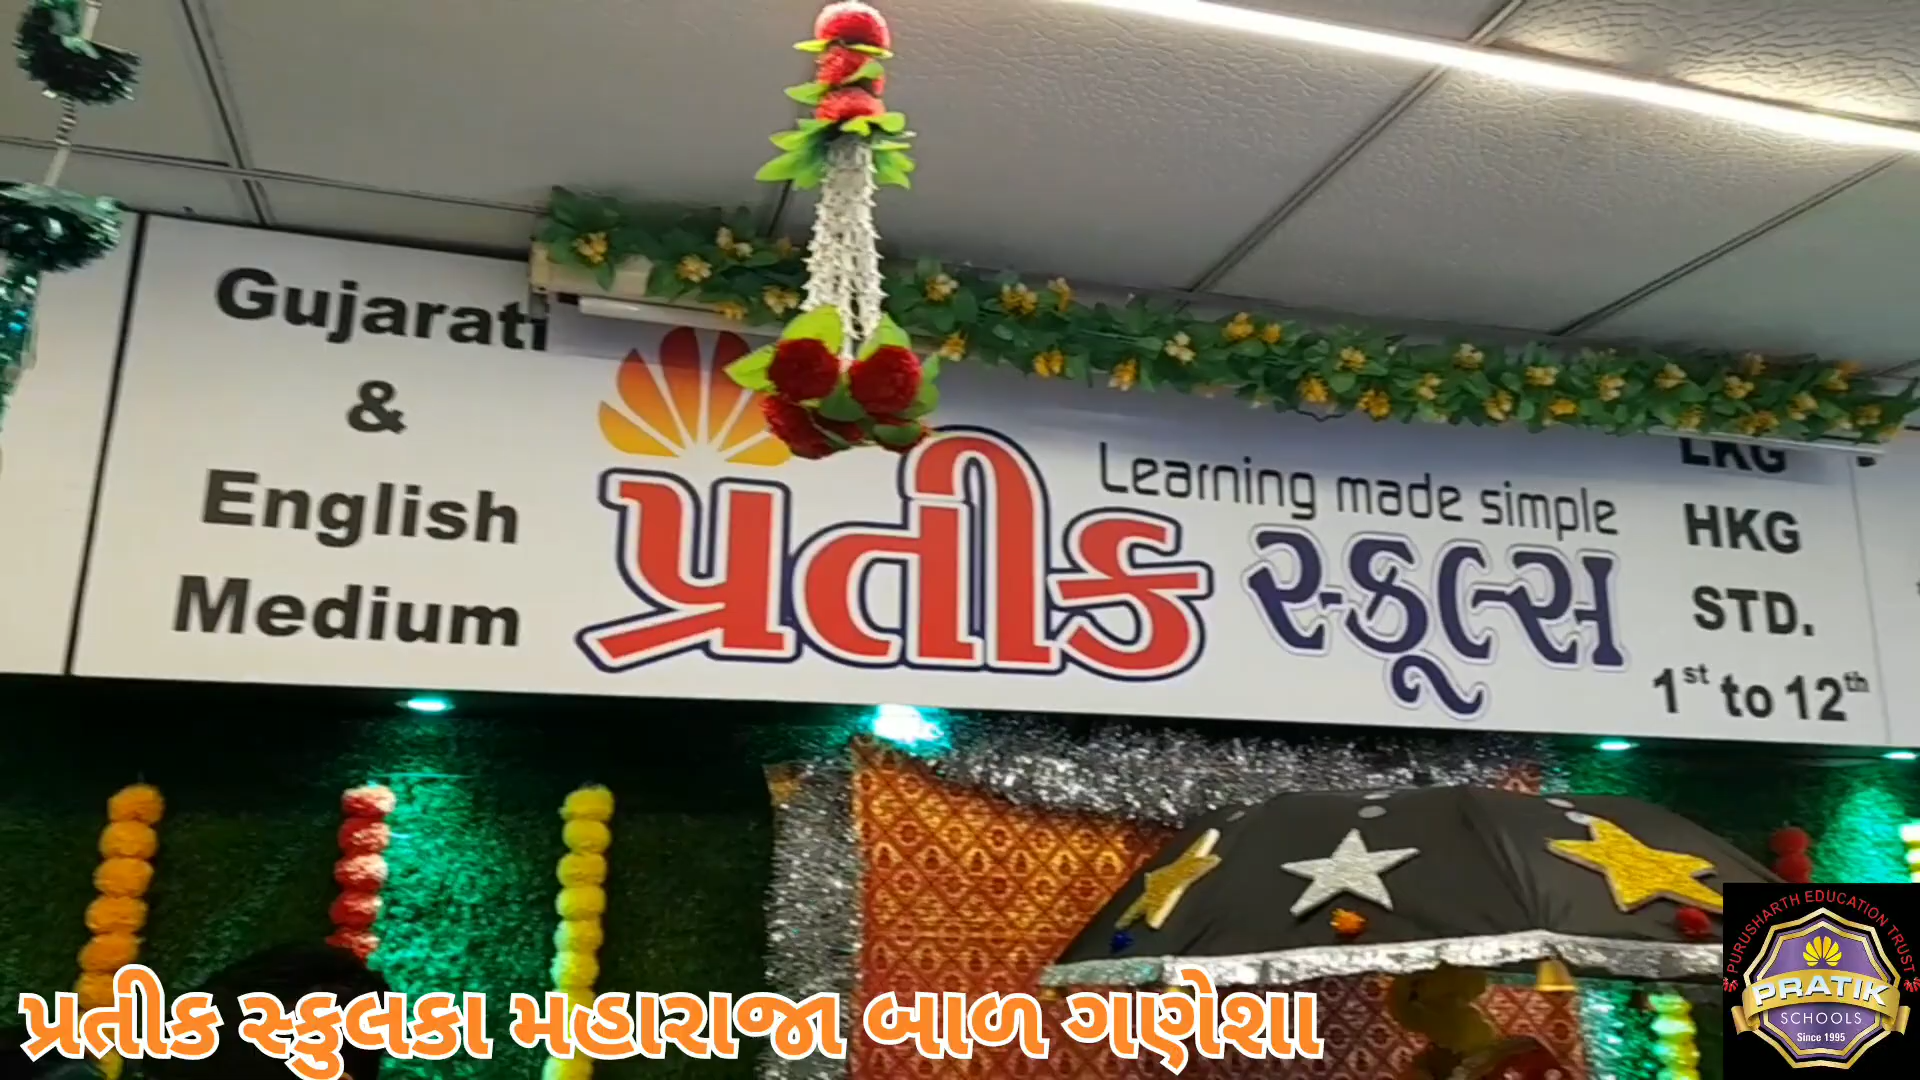 Gujarati
&
English
Medium
Learning made simple
પ્રતીક સ્કૂલ્સ
LKG
HKG
STD.
1st to 12th
પ્રતીક સ્કુલકા મહારાજા બાળ ગણેશા
PURUSHARTH EDUCATION TRUST
PRATIK
SCHOOLS
Since 1995